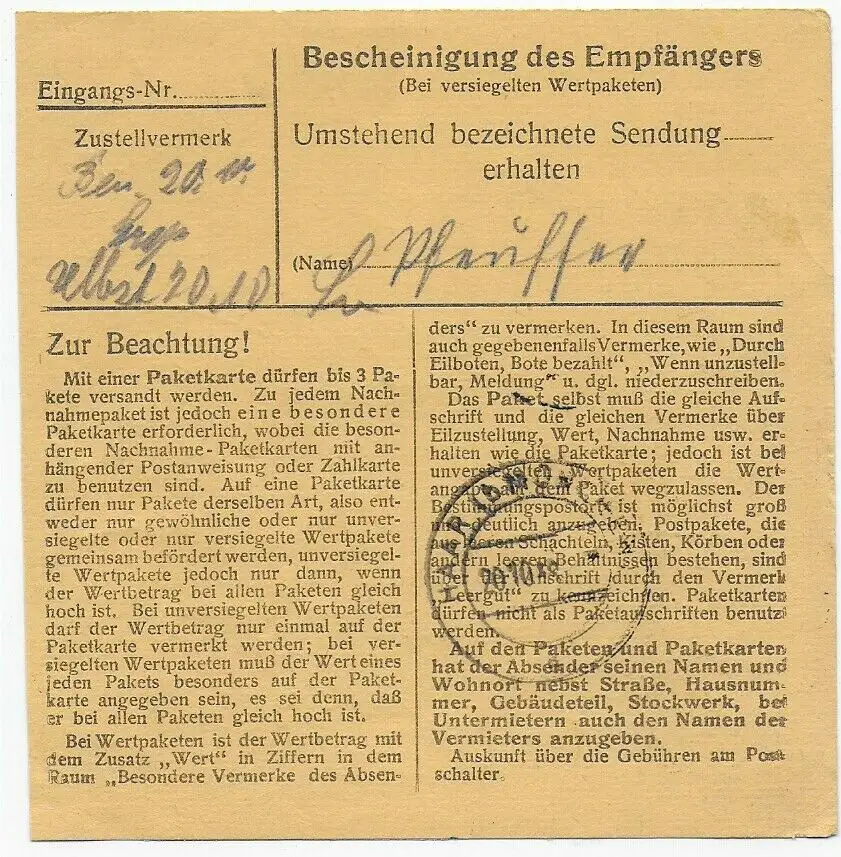 Eingangs-Nr.
Zustellvermerk
20.
20.10
Bescheinigung des Empfängers
(Bei versiegelten Wertpaketen)
Umstehend bezeichnete Sendung
erhalten
(Name) Pfeuffer
Zur Beachtung!
Mit einer Paketkarte dürfen bis 3 Pa-
kete versandt werden. Zu jedem Nach-
nahmepaket ist jedoch eine besondere
Paketkarte erforderlich, wobei die beson-
deren Nachnahme-Paketkarten mit an-
hängender Postanweisung oder Zahlkarte
zu benutzen sind. Auf eine Paketkarte
dürfen nur Pakete derselben Art, also ent-
weder nur gewöhnliche oder nur unver-
siegelte oder nur versiegelte Wertpakete
gemeinsam befördert werden, unversiegel-
te Wertpakete jedoch nur dann, wenn
der Wertbetrag bei allen Paketen gleich
hoch ist. Bei unversiegelten Wertpaketen
darf der Wertbetrag nur einmal auf der
Paketkarte vermerkt werden; bei ver-
siegelten Wertpaketen muß der Wert eines
jeden Pakets besonders auf der Paket-
karte angegeben sein, es sei denn, daß
er bei allen Paketen gleich hoch ist.
Bei Wertpaketen ist der Wertbetrag mit
dem Zusatz „Wert" in Ziffern in dem
Raum „Besondere Vermerke des Absen-
ders" zu vermerken. In diesem Raum sind
auch gegebenenfalls Vermerke, wie „Durch
Eilboten, Bote bezahlt", „Wenn unzustell-
bar, Meldung" u. dgl. niederzuschreiben.
Das Paket selbst muß die gleiche Auf-
schrift und die gleichen Vermerke über
Eilzustellung, Wert, Nachnahme usw. er-
halten wie die Paketkarte; jedoch ist bei
unversiegelten Wertpaketen die Wert-
angabe auf dem Paket wegzulassen. Der
Bestimmungspostort ist möglichst groß
und deutlich anzugeben. Postpakete, die
aus leeren Schachteln, Kisten, Körben oder
andern leeren Behältnissen bestehen, sind
über der Anschrift durch den Vermerk
„Leergut" zu kennzeichnen. Paketkarten
dürfen nicht als Paketaufschriften benutzt
werden.
Auf den Paketen und Paketkarten
hat der Absender seinen Namen und
Wohnort nebst Straße, Hausnum-
mer, Gebäudeteil, Stockwerk, bei
Untermietern auch den Namen des
Vermieters anzugeben.
Auskunft über die Gebühren am Post-
schalter.
HAAR (b. MÜNCHEN)
20.10.48